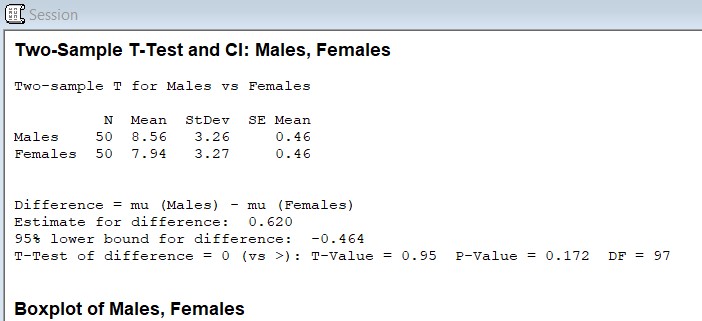 Session
Two-Sample T-Test and CI: Males, Females
Two-sample T for Males vs Females
N Mean StDev SE Mean
Males 50 8.56 3.26 0.46
Females 50 7.94 3.27 0.46
Difference = mu (Males) - mu (Females)
Estimate for difference: 0.620
95% lower bound for difference: -0.464
T-Test of difference = 0 (vs >): T-Value = 0.95 P-Value = 0.172 DF = 97
Boxplot of Males, Females